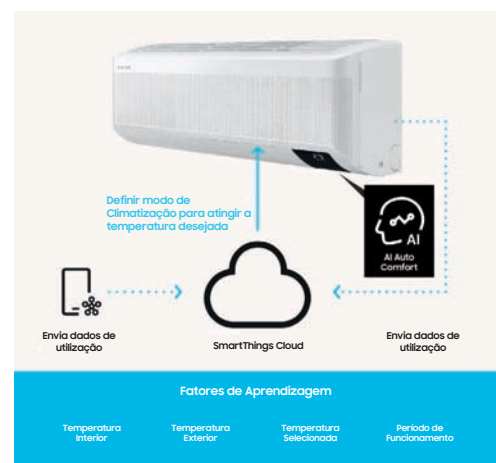 Definir modo de
Climatização para atingir a
temperatura desejada
AI
AI Auto
Comfort
Envia dados de
utilização
SmartThings Cloud
Envia dados de
utilização
Fatores de Aprendizagem
Temperatura
Interior
Temperatura
Exterior
Temperatura
Selecionada
Período de
Funcionamento